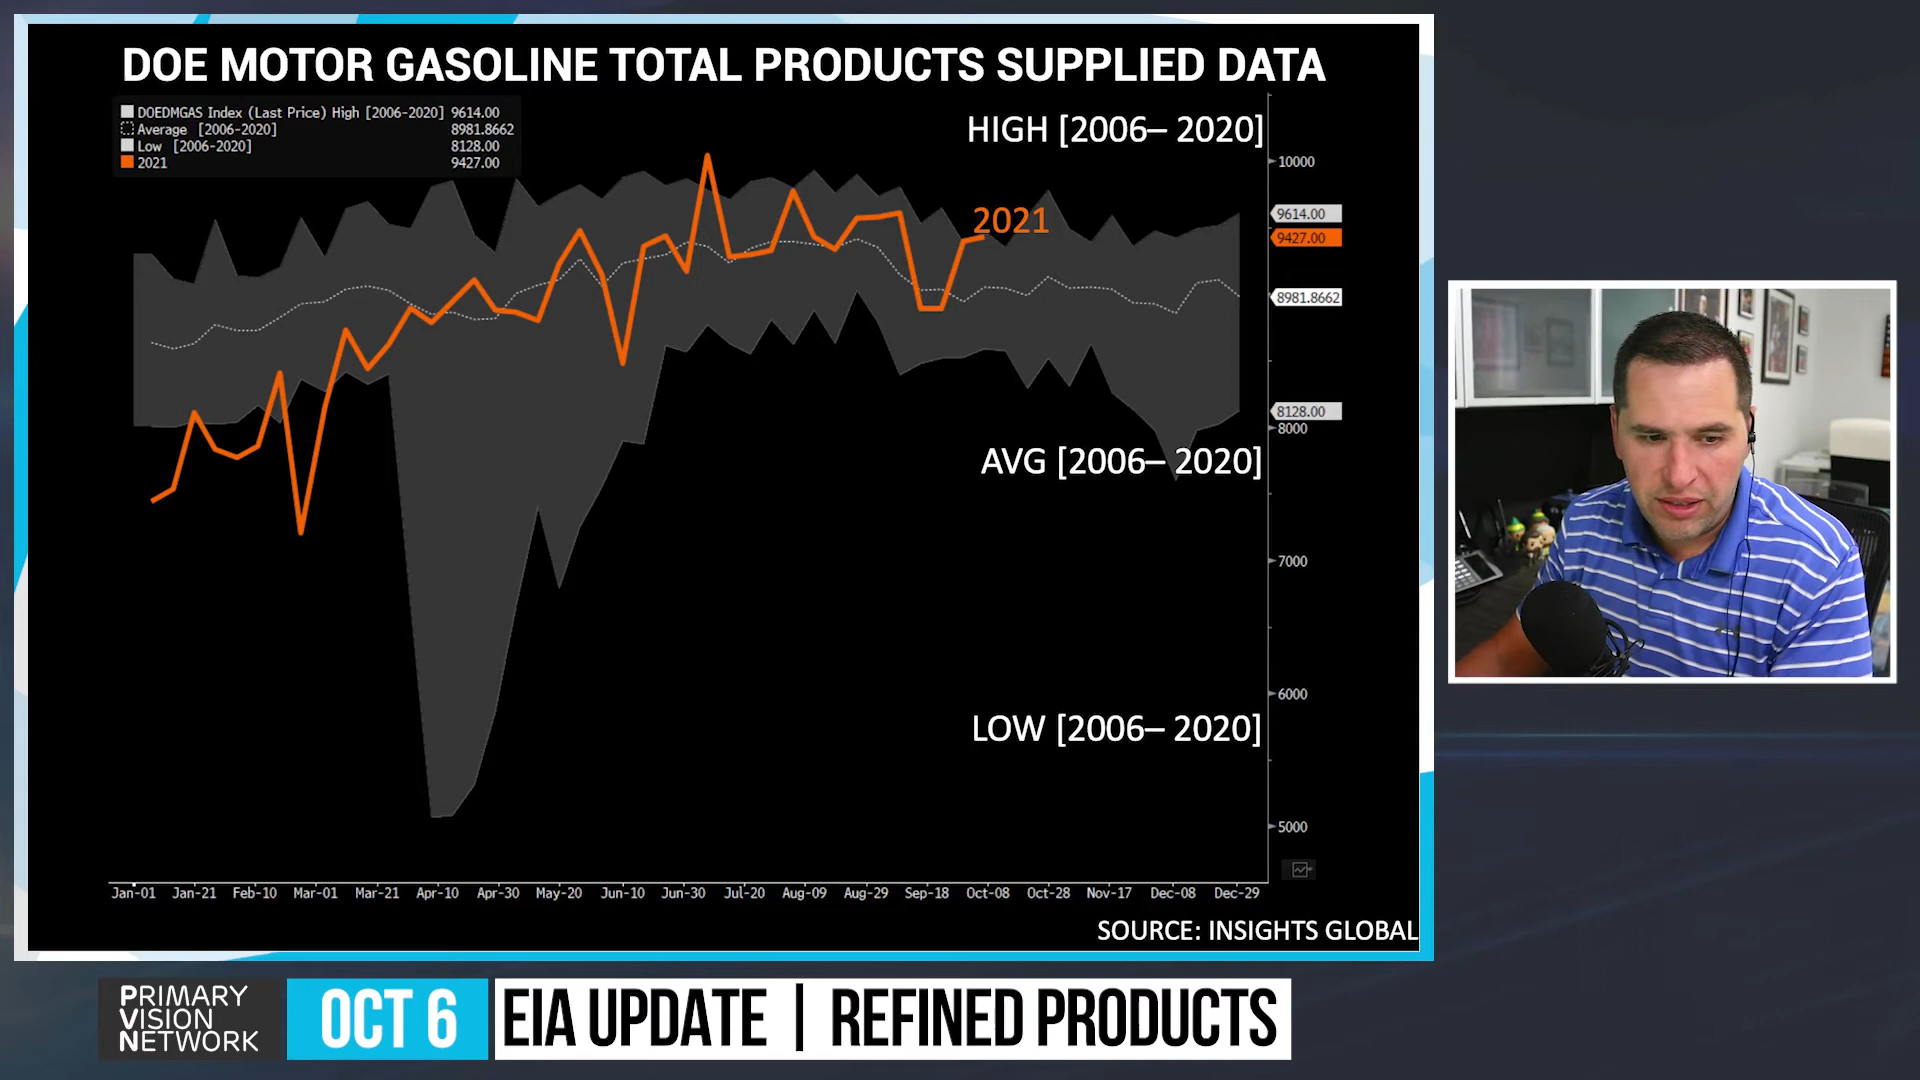 DOE MOTOR GASOLINE TOTAL PRODUCTS SUPPLIED DATA
DOEDMGAS Index (Last Price) High [2006-2020] 9614.00
Average [2006-2020] 8981.8662
Low [2006-2020] 8128.00
2021 9427.00
HIGH [2006– 2020]
10000
9614.00
2021
9427.00
8981.8662
8128.00
8000
AVG [2006– 2020]
7000
6000
LOW [2006– 2020]
5000
Jan-01 Jan-21 Feb-10 Mar-01 Mar-21 Apr-10 Apr-30 May-20 Jun-10 Jun-30 Jul-20 Aug-09 Aug-29 Sep-18 Oct-08 Oct-28 Nov-17 Dec-08 Dec-29
SOURCE: INSIGHTS GLOBAL
PRIMARY
VISION
NETWORK
OCT 6
EIA UPDATE | REFINED PRODUCTS